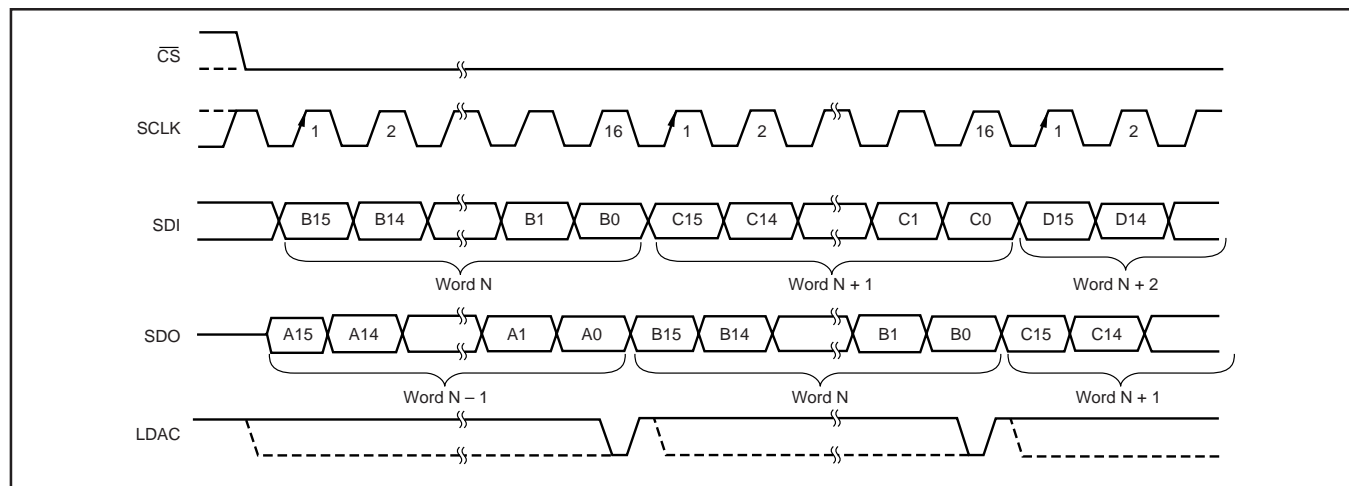 CS
SCLK 1 2 16 1 2 16 1 2
SDI B15 B14 B1 B0 C15 C14 C1 C0 D15 D14
Word N Word N + 1 Word N + 2
SDO A15 A14 A1 A0 B15 B14 B1 B0 C15 C14
Word N – 1 Word N Word N + 1
LDAC